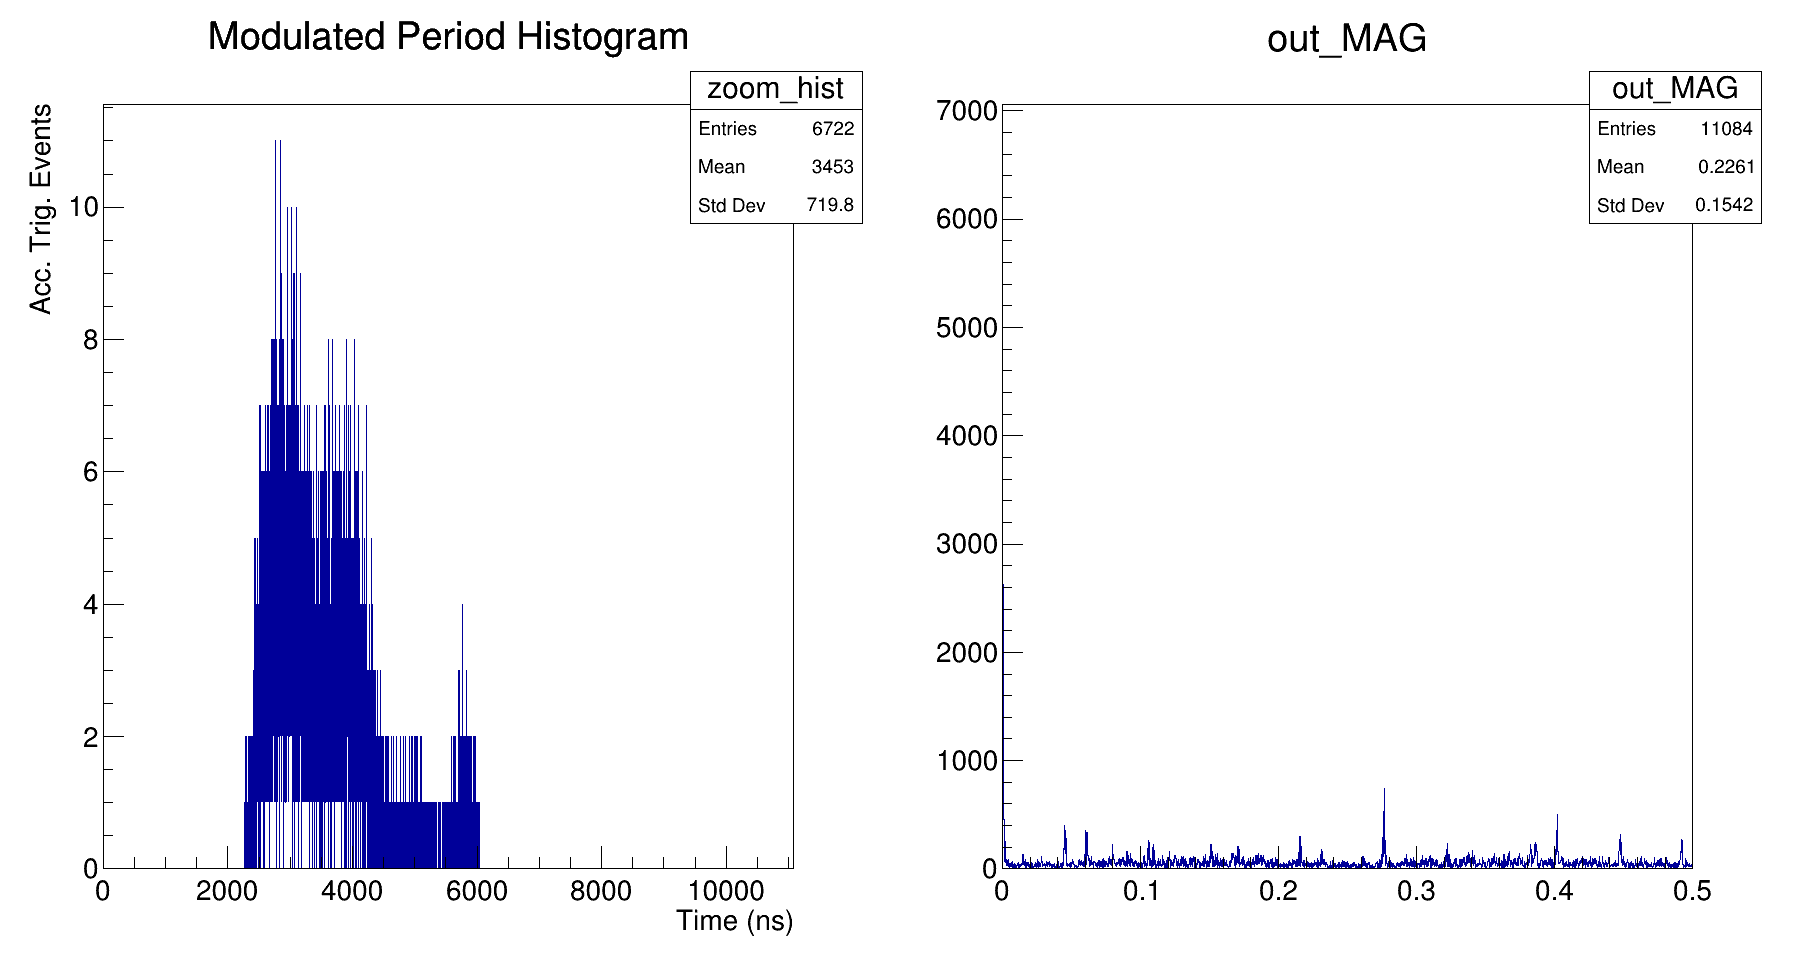 Modulated Period Histogram
zoom_hist
Entries 6722
Mean 3453
Std Dev 719.8
Acc. Trig. Events
10
8
6
4
2
0
0 2000 4000 6000 8000 10000
Time (ns)
out_MAG
out_MAG
Entries 11084
Mean 0.2261
Std Dev 0.1542
7000
6000
5000
4000
3000
2000
1000
0
0 0.1 0.2 0.3 0.4 0.5